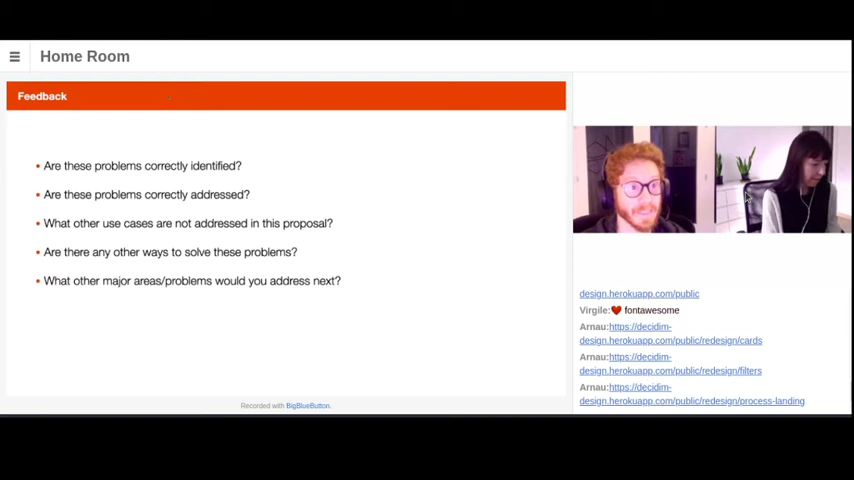 Home Room
Feedback
• Are these problems correctly identified?
• Are these problems correctly addressed?
• What other use cases are not addressed in this proposal?
• Are there any other ways to solve these problems?
• What other major areas/problems would you address next?
Recorded with BigBlueButton.
design.herokuapp.com/public
Virgile:❤ fontawesome
Arnau:https://decidim-
design.herokuapp.com/public/redesign/cards
Arnau:https://decidim-
design.herokuapp.com/public/redesign/filters
Arnau:https://decidim-
design.herokuapp.com/public/redesign/process-landing